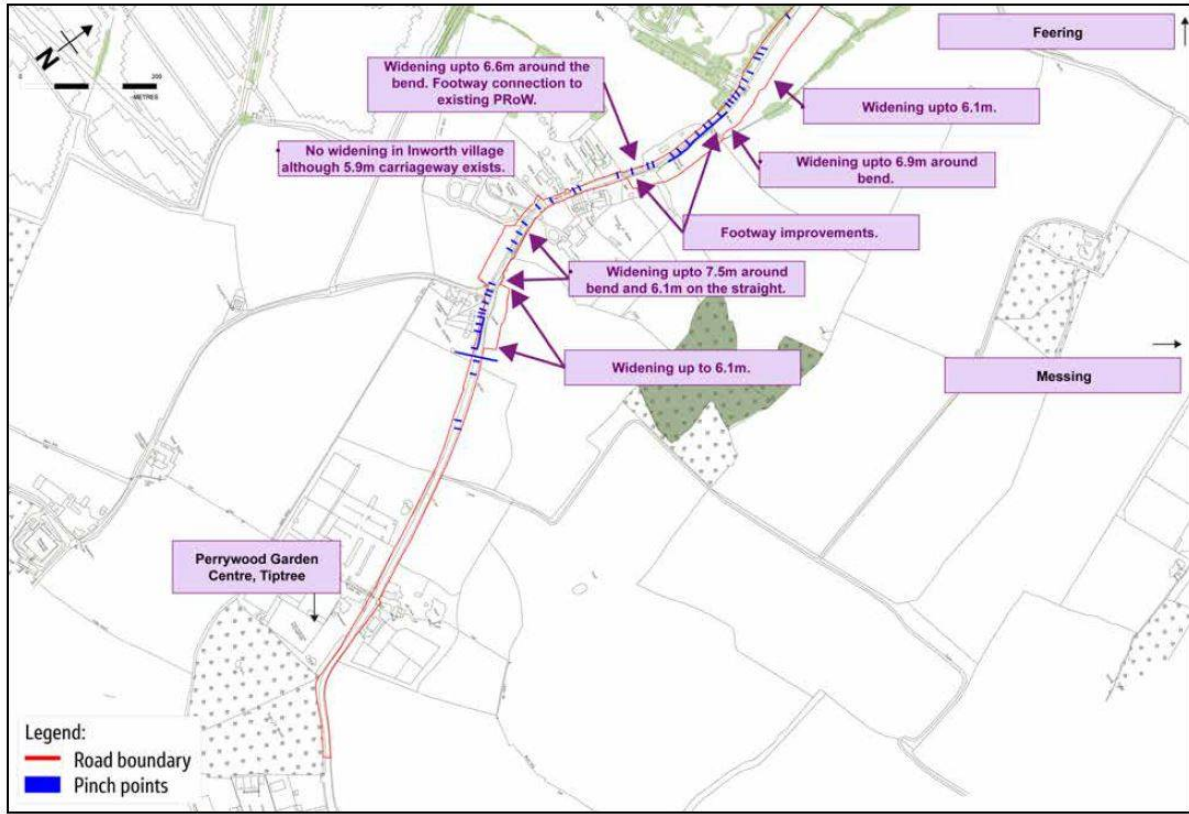 N
0
200
METRES
Feering
Widening upto 6.6m around the
bend. Footway connection to
existing PRoW.
Widening upto 6.1m.
No widening in Inworth village
although 5.9m carriageway exists.
Widening upto 6.9m around
bend.
Footway improvements.
Widening upto 7.5m around
bend and 6.1m on the straight.
Widening up to 6.1m.
Messing
Perrywood Garden
Centre, Tiptree
Legend:
Road boundary
Pinch points